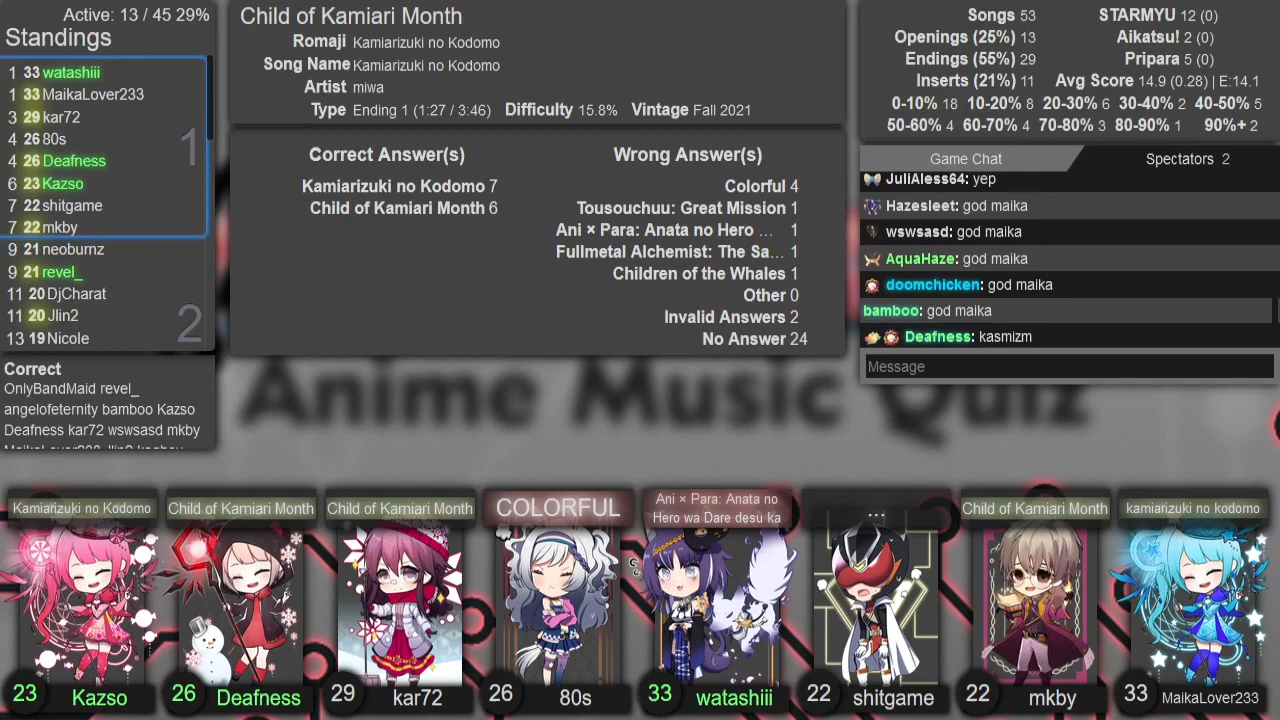 Active: 13 / 45 29%
Standings
1 33 watashiii
1 33 MaikaLover233
3 29 kar72
4 26 80s
4 26 Deafness
6 23 Kazso
7 22 shitgame
7 22 mkby
1
9 21 neoburnz
9 21 revel_
11 20 DjCharat
11 20 Jlin2
13 19 Nicole
2
Correct
OnlyBandMaid revel_
angelofeternity bamboo Kazso
Deafness kar72 wswsasd mkby
Child of Kamiari Month
Romaji Kamiarizuki no Kodomo
Song Name Kamiarizuki no Kodomo
Artist miwa
Type Ending 1 (1:27 / 3:46) Difficulty 15.8% Vintage Fall 2021
Correct Answer(s)
Kamiarizuki no Kodomo 7
Child of Kamiari Month 6
Wrong Answer(s)
Colorful 4
Tousouchuu: Great Mission 1
Ani × Para: Anata no Hero ... 1
Fullmetal Alchemist: The Sa... 1
Children of the Whales 1
Other 0
Invalid Answers 2
No Answer 24
Songs 53
Openings (25%) 13
Endings (55%) 29
Inserts (21%) 11
STARMYU 12 (0)
Aikatsu! 2 (0)
Pripara 5 (0)
Avg Score 14.9 (0.28) | E:14.1
0-10% 18 10-20% 8 20-30% 6 30-40% 2 40-50% 5
50-60% 4 60-70% 4 70-80% 3 80-90% 1 90%+ 2
Game Chat
Spectators 2
JuliAless64: yep
Hazesleet: god maika
wswsasd: god maika
AquaHaze: god maika
doomchicken: god maika
bamboo: god maika
Deafness: kasmizm
Message
Anime Music Quiz
Kamiarizuki no Kodomo
Child of Kamiari Month
Child of Kamiari Month
COLORFUL
Ani × Para: Anata no
Hero wa Dare desu ka
...
Child of Kamiari Month
kamiarizuki no kodomo
23 Kazso
26 Deafness
29 kar72
26 80s
33 watashiii
22 shitgame
22 mkby
33 MaikaLover233